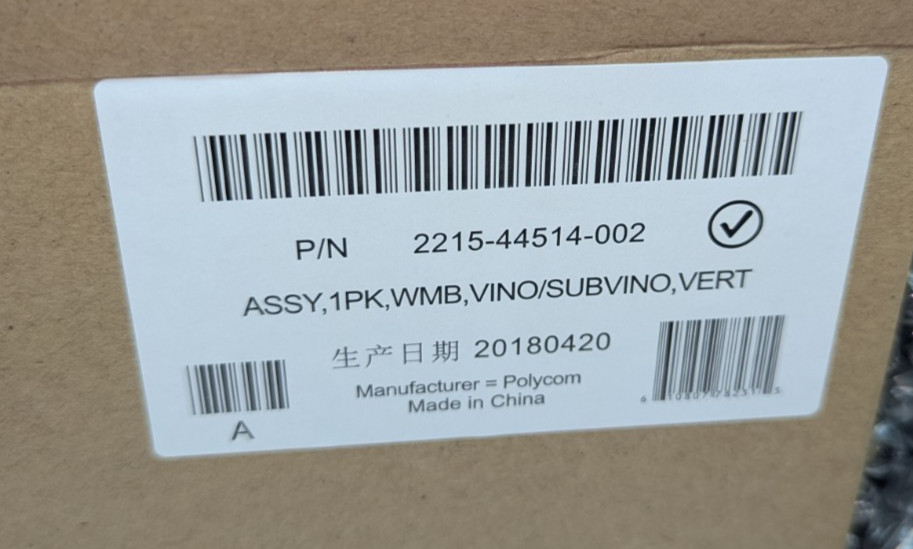 P/N 2215-44514-002
ASSY,1PK,WMB,VINO/SUBVINO,VERT
生产日期 20180420
Manufacturer = Polycom
Made in China
A